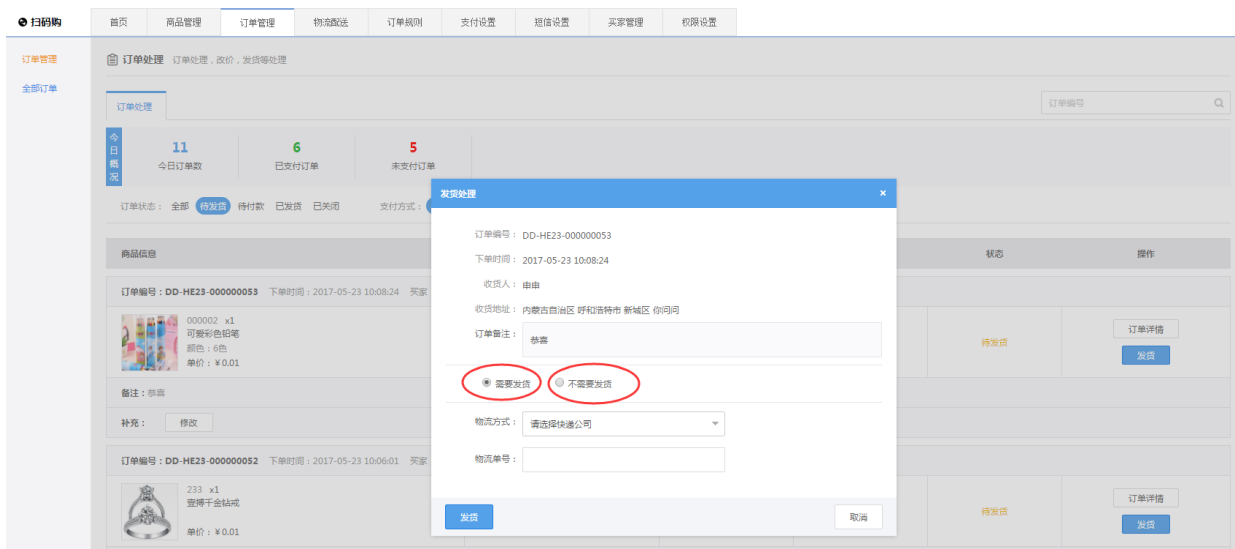 扫码购
首页 商品管理 订单管理 物流配送 订单规则 支付设置 短信设置 买家管理 权限设置
订单管理
全部订单
订单处理 订单处理，改价，发货等处理
订单处理
订单编号
今日概况
11 6 5
今日订单数 已支付订单 未支付订单
订单状态： 全部 待发货 待付款 已发货 已关闭 支付方式：
商品信息 状态 操作
订单编号：DD-HE23-000000053 下单时间：2017-05-23 10:08:24 买家
000002 x1
可爱彩色铅笔
颜色：6色
单价：¥0.01
待发货
订单详情
发货
备注：恭喜
补充： 修改
订单编号：DD-HE23-000000052 下单时间：2017-05-23 10:06:01 买家
233 x1
壹搏千金钻戒
单价：¥0.01
待发货
订单详情
发货
发货处理 ×
订单编号： DD-HE23-000000053
下单时间： 2017-05-23 10:08:24
收货人： 申申
收货地址： 内蒙古自治区 呼和浩特市 新城区 你问问
订单备注： 恭喜
需要发货 不需要发货
物流方式： 请选择快递公司
物流单号：
发货 取消